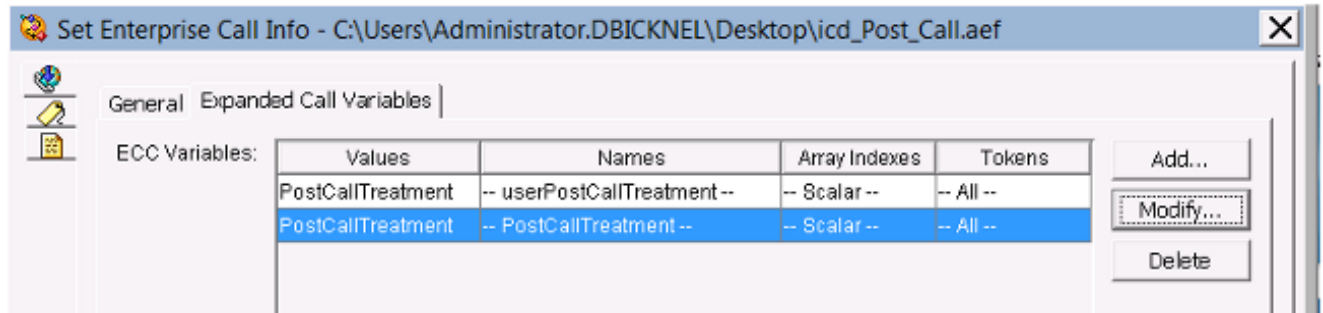 Set Enterprise Call Info - C:\Users\Administrator.DBICKNEL\Desktop\icd_Post_Call.aef
General Expanded Call Variables
ECC Variables: Values Names Array Indexes Tokens Add...
PostCallTreatment -- userPostCallTreatment -- -- Scalar -- -- All --
Modify...
PostCallTreatment -- PostCallTreatment -- -- Scalar -- -- All --
Delete